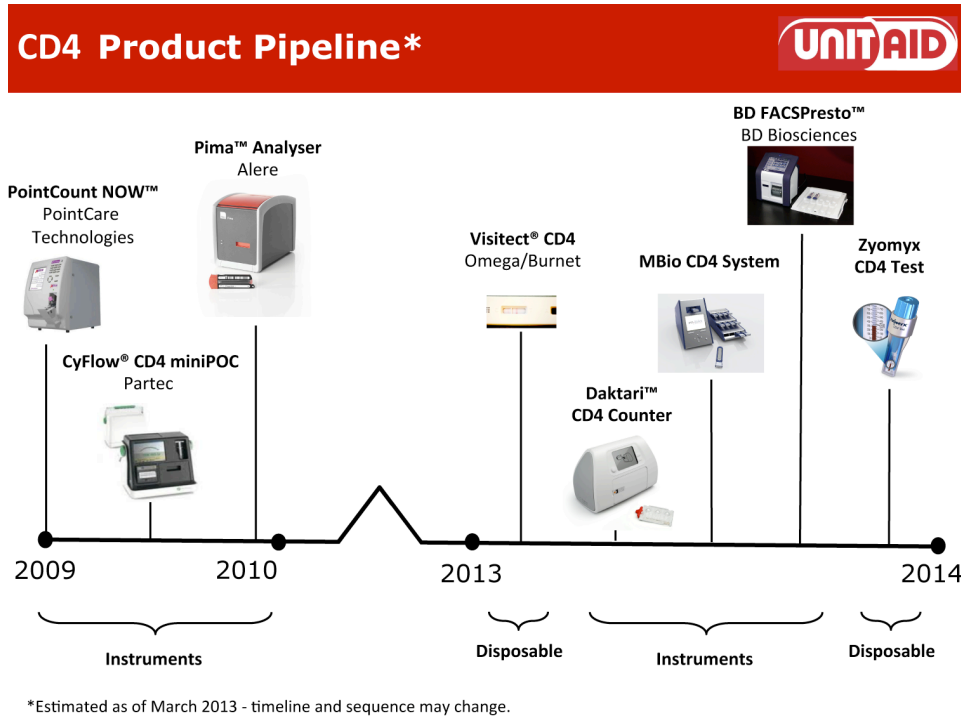 CD4 Product Pipeline*
UNITAID
PointCount NOW™
PointCare
Technologies
CyFlow® CD4 miniPOC
Partec
Pima™ Analyser
Alere
Visitect® CD4
Omega/Burnet
Daktari™
CD4 Counter
MBio CD4 System
BD FACSPresto™
BD Biosciences
Zyomyx
CD4 Test
2009
2010
2013
2014
Instruments
Disposable
Instruments
Disposable
*Estimated as of March 2013 - timeline and sequence may change.